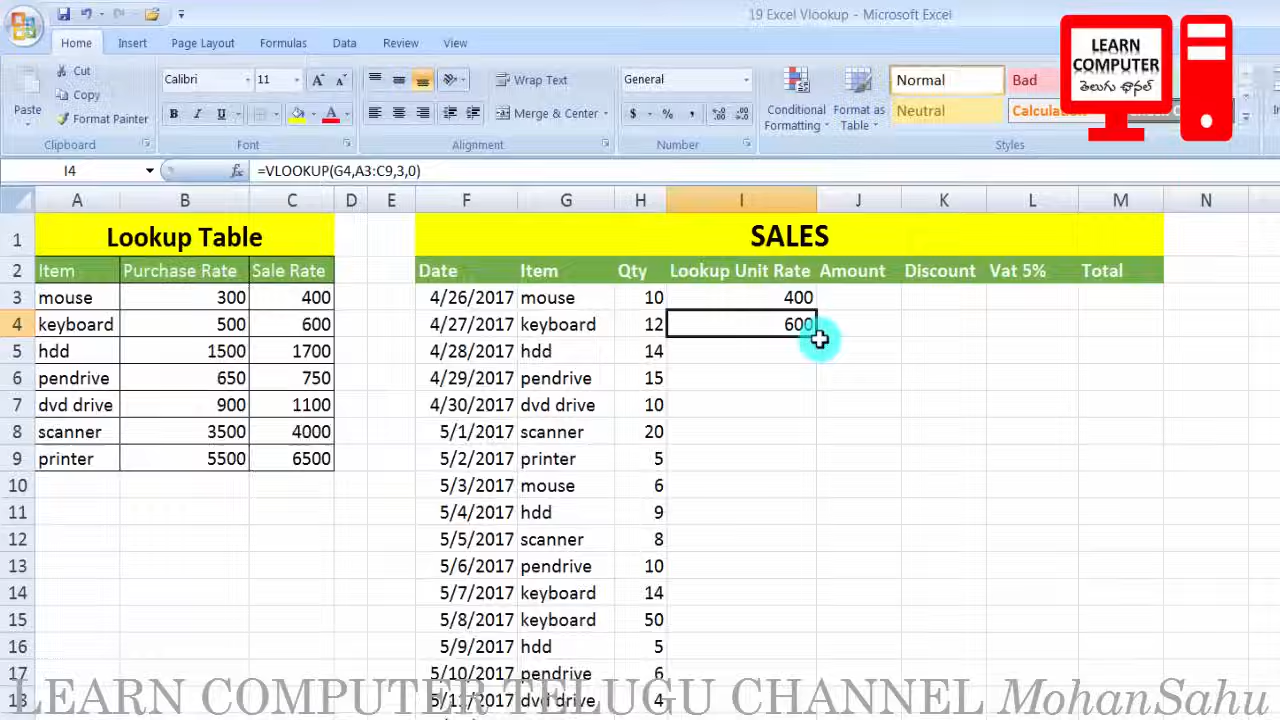 19 Excel Vlookup - Microsoft Excel
Home Insert Page Layout Formulas Data Review View
LEARN
COMPUTER
తెలుగు ఛానల్
Paste
Cut
Copy
Format Painter
Calibri 11
B I U
Wrap Text
Merge & Center
General
$ % ,
Conditional
Formatting
Format as
Table
Normal Bad
Neutral
Clipboard Font Alignment Number Styles
I4 fx =VLOOKUP(G4,A3:C9,3,0)
A B C D E F G H I J K L M N
1 Lookup Table SALES
2 Item Purchase Rate Sale Rate Date Item Qty Lookup Unit Rate Amount Discount Vat 5% Total
3 mouse 300 400 4/26/2017 mouse 10 400
4 keyboard 500 600 4/27/2017 keyboard 12 600
5 hdd 1500 1700 4/28/2017 hdd 14
6 pendrive 650 750 4/29/2017 pendrive 15
7 dvd drive 900 1100 4/30/2017 dvd drive 10
8 scanner 3500 4000 5/1/2017 scanner 20
9 printer 5500 6500 5/2/2017 printer 5
10 5/3/2017 mouse 6
11 5/4/2017 hdd 9
12 5/5/2017 scanner 8
13 5/6/2017 pendrive 10
14 5/7/2017 keyboard 14
15 5/8/2017 keyboard 50
16 5/9/2017 hdd 5
17 5/10/2017 pendrive 6
18 5/11/2017 dvd drive 4
LEARN COMPUTER TELUGU CHANNEL MohanSahu